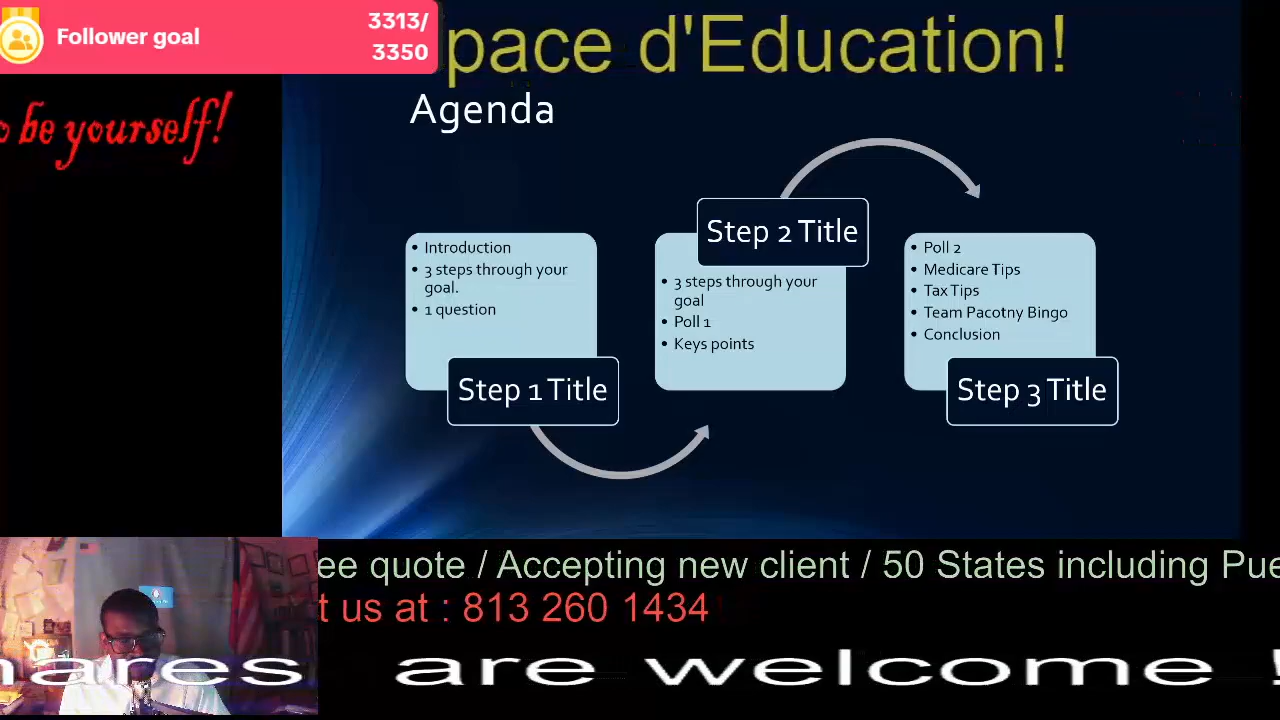 Follower goal
3313/
3350
pace d'Education!
o be yourself!
Agenda
Introduction
3 steps through your
goal.
1 question
Step 1 Title
Step 2 Title
3 steps through your
goal
Poll 1
Keys points
Poll 2
Medicare Tips
Tax Tips
Team Pacotny Bingo
Conclusion
Step 3 Title
ee quote / Accepting new client / 50 States including Pue
t us at : 813 260 1434
hares are welcome !